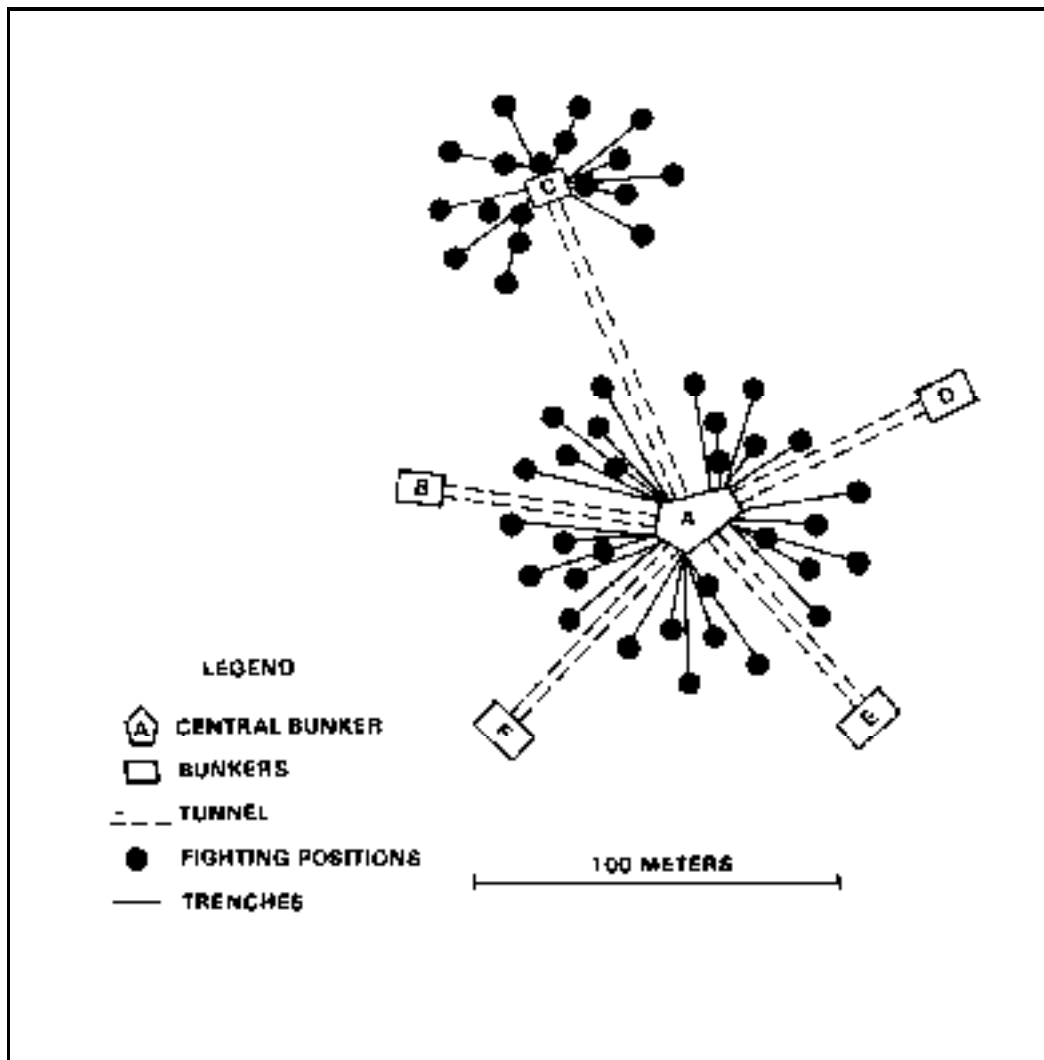 C
D
B
A
E
F
LEGEND
A CENTRAL BUNKER
BUNKERS
TUNNEL
FIGHTING POSITIONS
100 METERS
TRENCHES